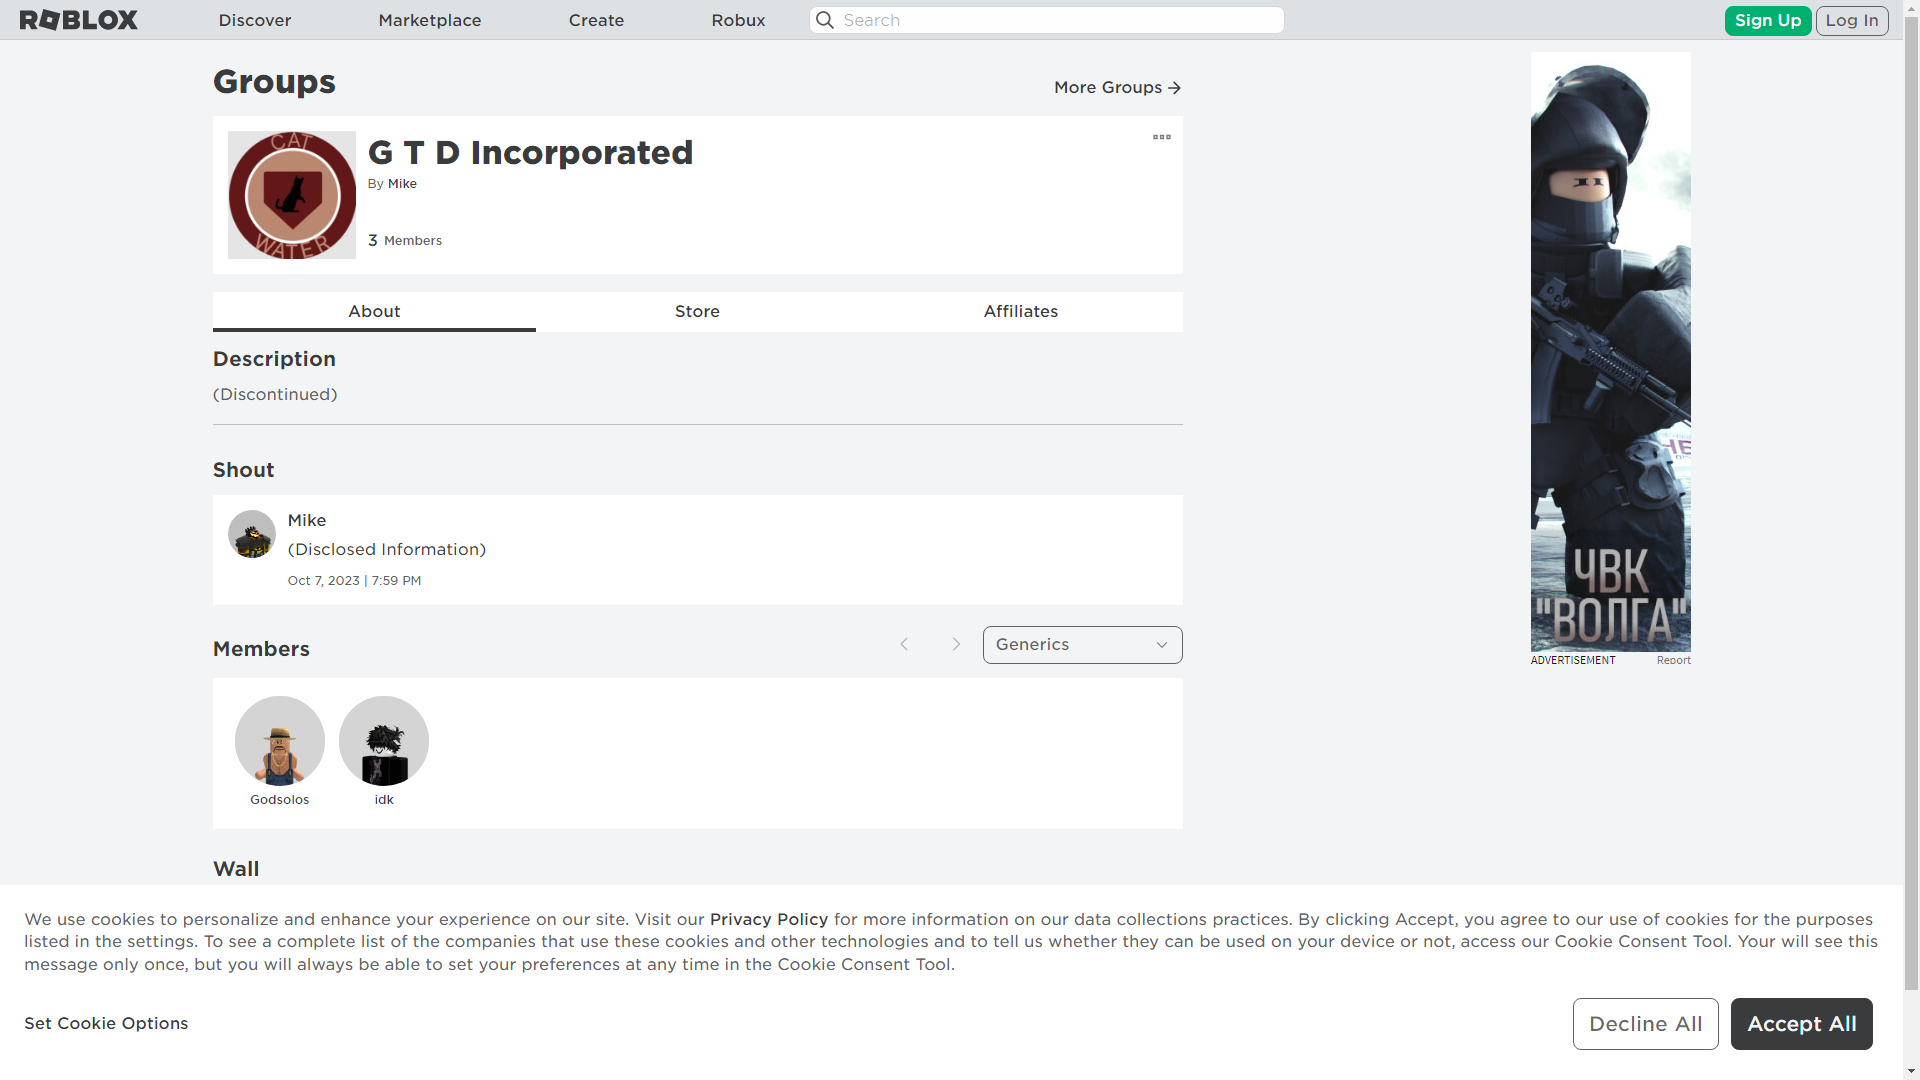 ROBLOX Discover Marketplace Create Robux Search Sign Up Log In
Groups
More Groups
CAT
WATER
G T D Incorporated
By Mike
3 Members
About Store Affiliates
Description
(Discontinued)
Shout
Mike
(Disclosed Information)
Oct 7, 2023 | 7:59 PM
Members
Generics
Godsolos idk
Wall
ЧВК
"ВОЛГА"
ADVERTISEMENT Report
We use cookies to personalize and enhance your experience on our site. Visit our Privacy Policy for more information on our data collections practices. By clicking Accept, you agree to our use of cookies for the purposes
listed in the settings. To see a complete list of the companies that use these cookies and other technologies and to tell us whether they can be used on your device or not, access our Cookie Consent Tool. Your will see this
message only once, but you will always be able to set your preferences at any time in the Cookie Consent Tool.
Set Cookie Options
Decline All Accept All